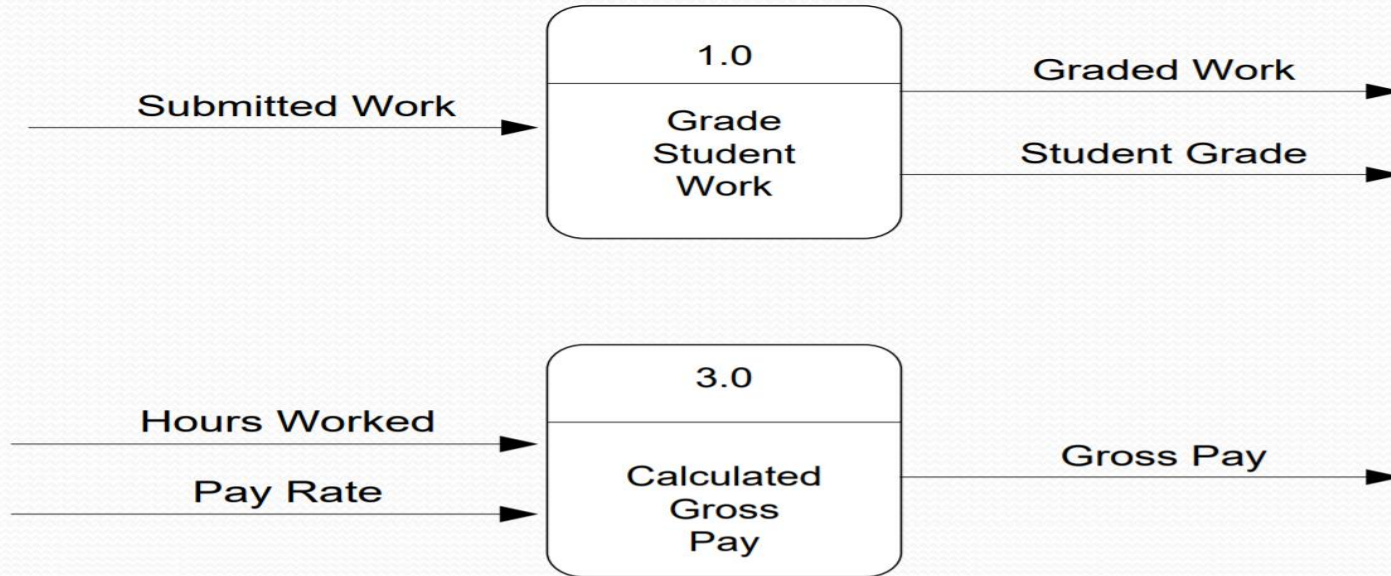 1.0
Graded Work
Submitted Work
Grade
Student
Work
Student Grade
3.0
Hours Worked
Pay Rate
Calculated
Gross
Pay
Gross Pay